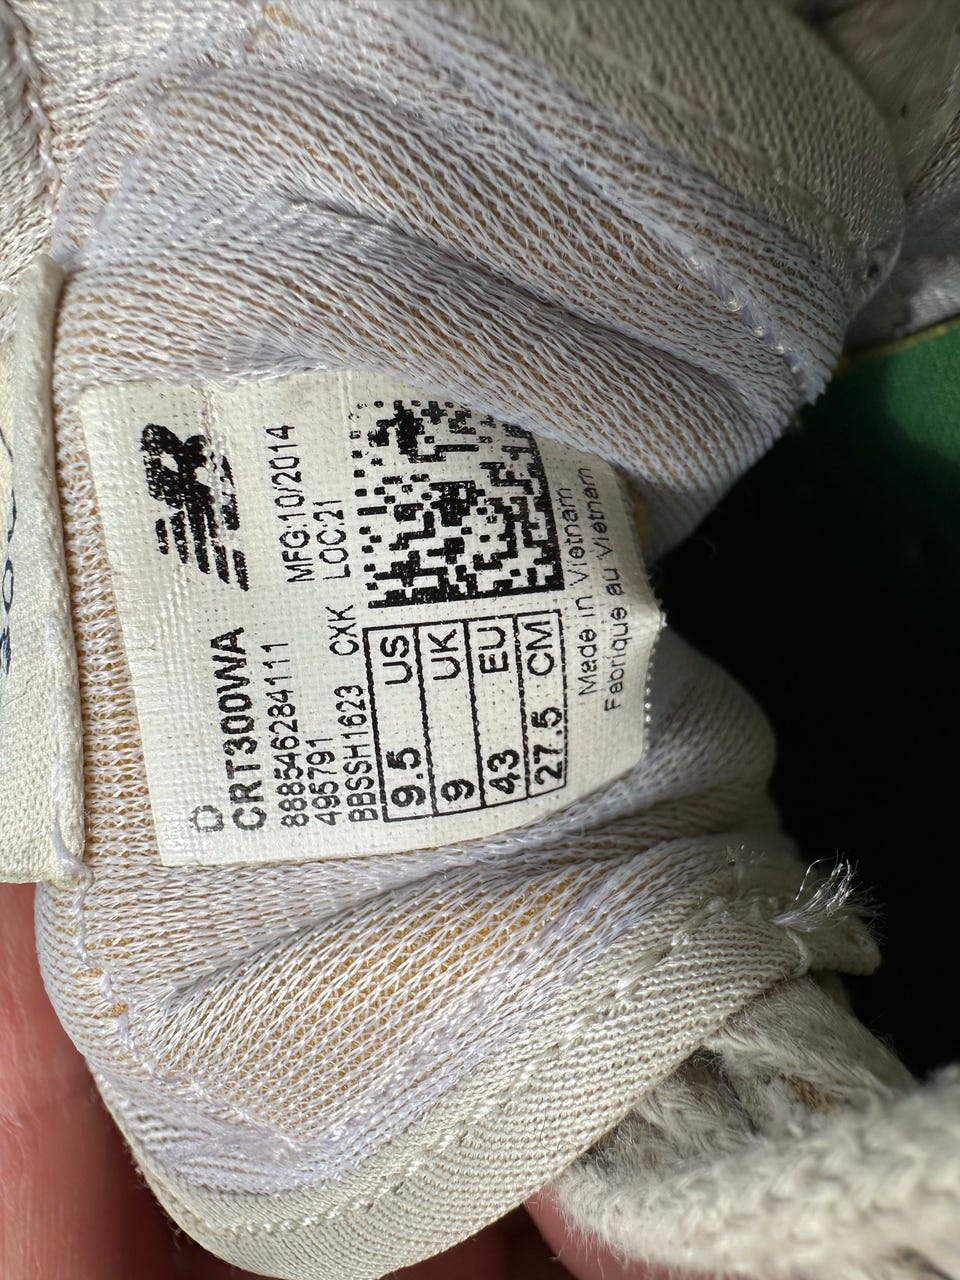 D
CRT300WA
888546284111
495791
BBSSH1623 CXK
MFG:10/2014
LOC:21
9.5 US
9 UK
43 EU
27.5 CM
Made in Vietnam
Fabrique au Vietnam